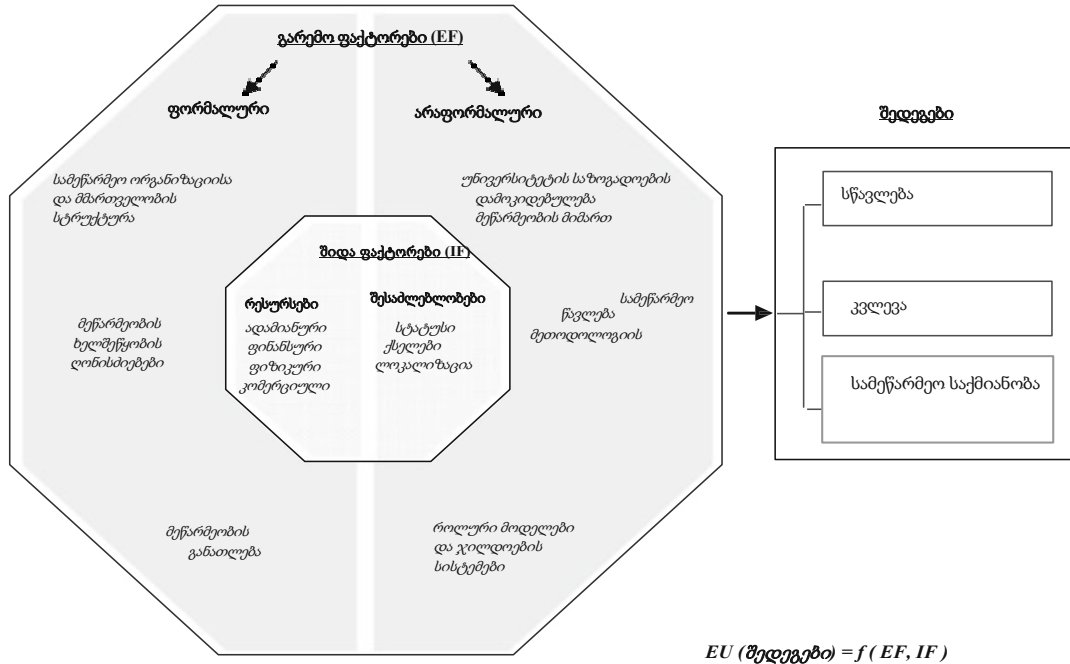 გარემო ფაქტორები (EF)
ფორმალური
არაფორმალური
სამეწარმეო ორგანიზაციისა
და მმართველობის
სტრუქტურა
უნივერსიტეტის საზოგადოების
დამოკიდებულება
მეწარმეობის მიმართ
შიდა ფაქტორები (IF)
რესურსები
ადამიანური
ფინანსური
ფიზიკური
კომერციული
შესაძლებლობები
სტატუსი
ქსელები
ლოკალიზაცია
მეწარმეობის
ხელშეწყობის
ღონისძიებები
სამეწარმეო
წავლება
მეთოდოლოგიის
მეწარმეობის
განათლება
როლური მოდელები
და ჯილდოების
სისტემები
შედეგები
სწავლება
კვლევა
სამეწარმეო საქმიანობა
EU (შედეგები) = f ( EF, IF )